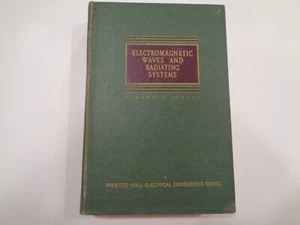 ELECTROMAGNETIC
WAVES AND
RADIATING
SYSTEMS
PRENTICE-HALL ELECTRICAL ENGINEERING SERIES